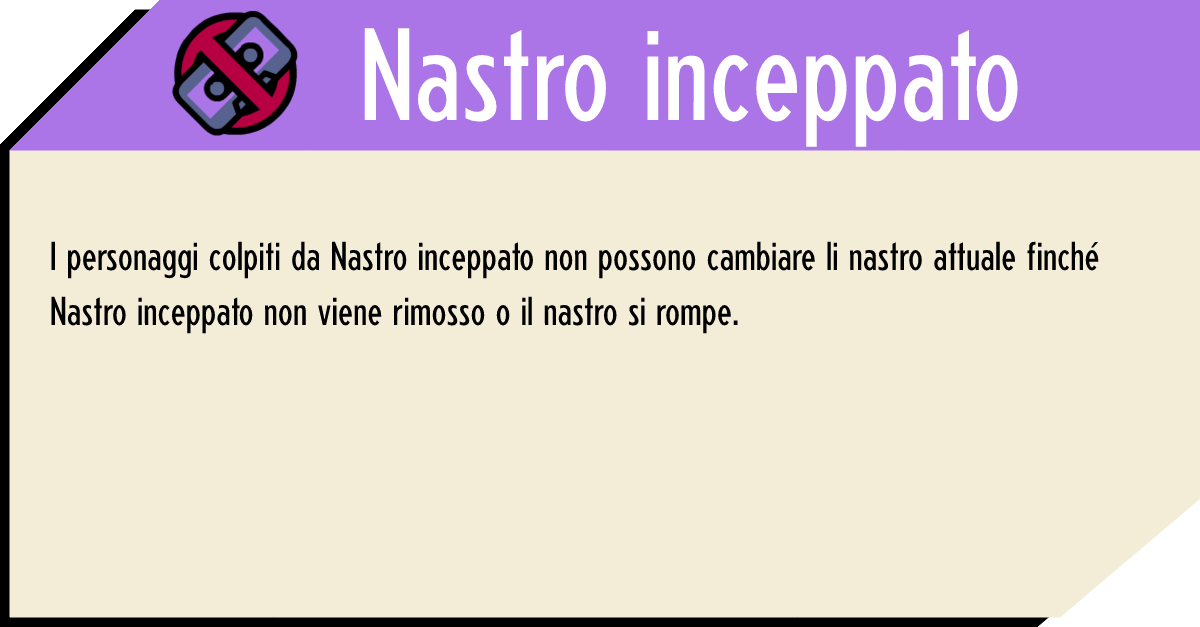 Nastro inceppato
I personaggi colpiti da Nastro inceppato non possono cambiare li nastro attuale finché
Nastro inceppato non viene rimosso o il nastro si rompe.